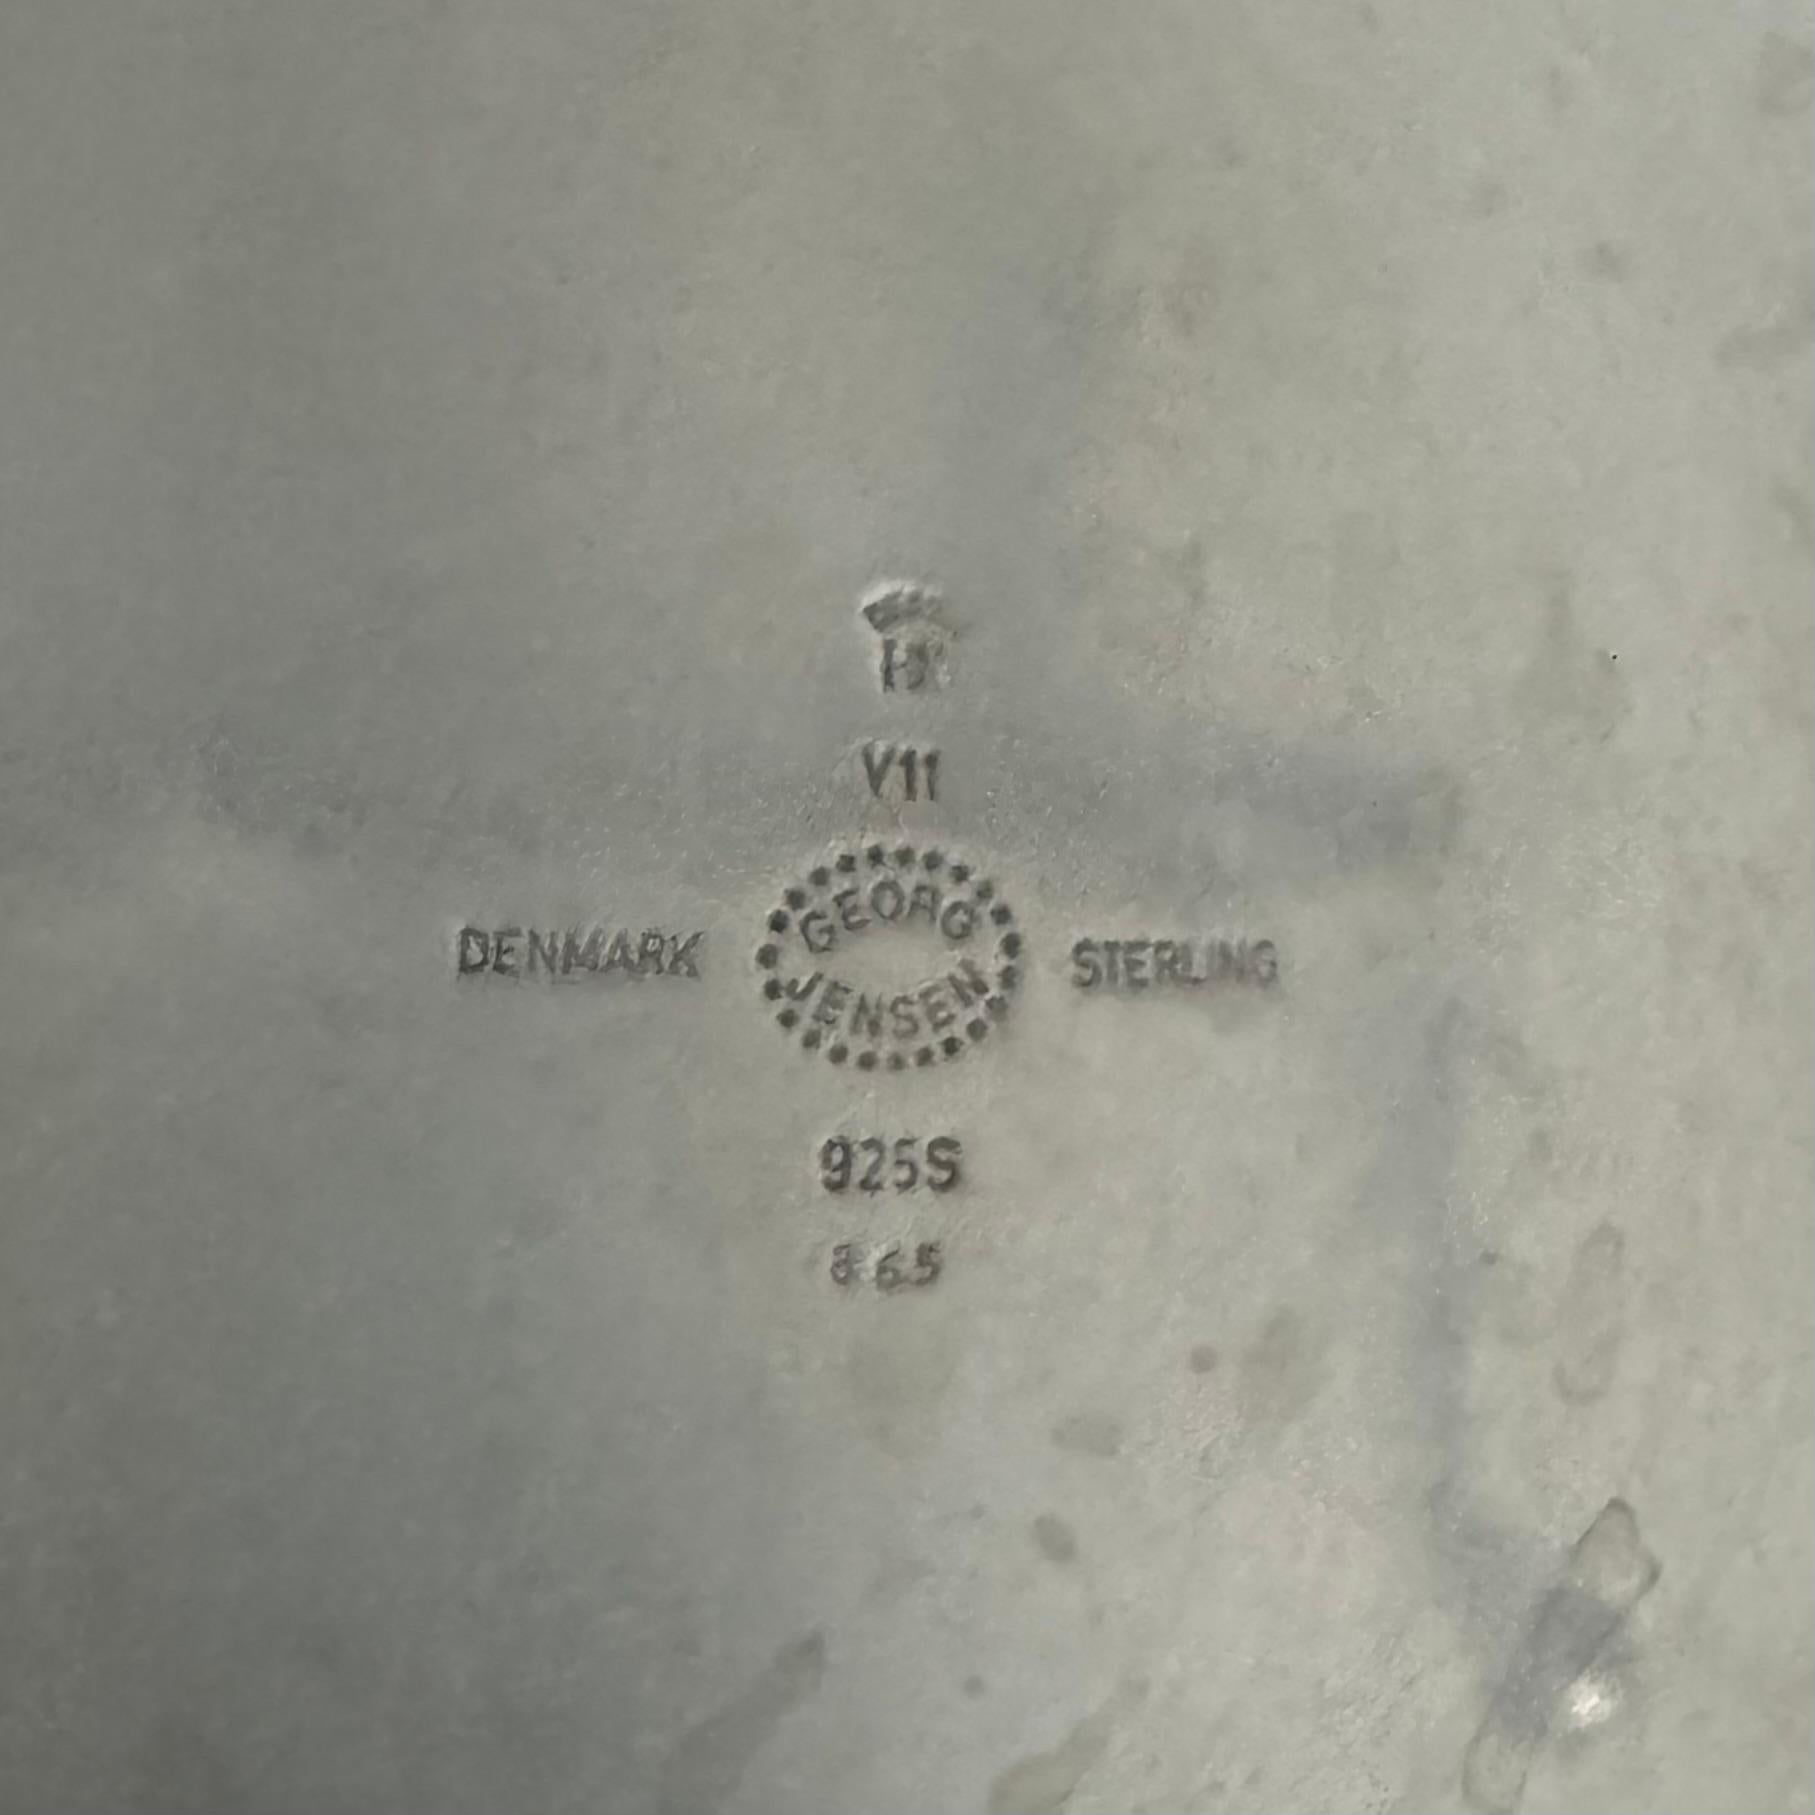 H
V11
GEORG
DENMARK STERLING
JENSEN
925S
865